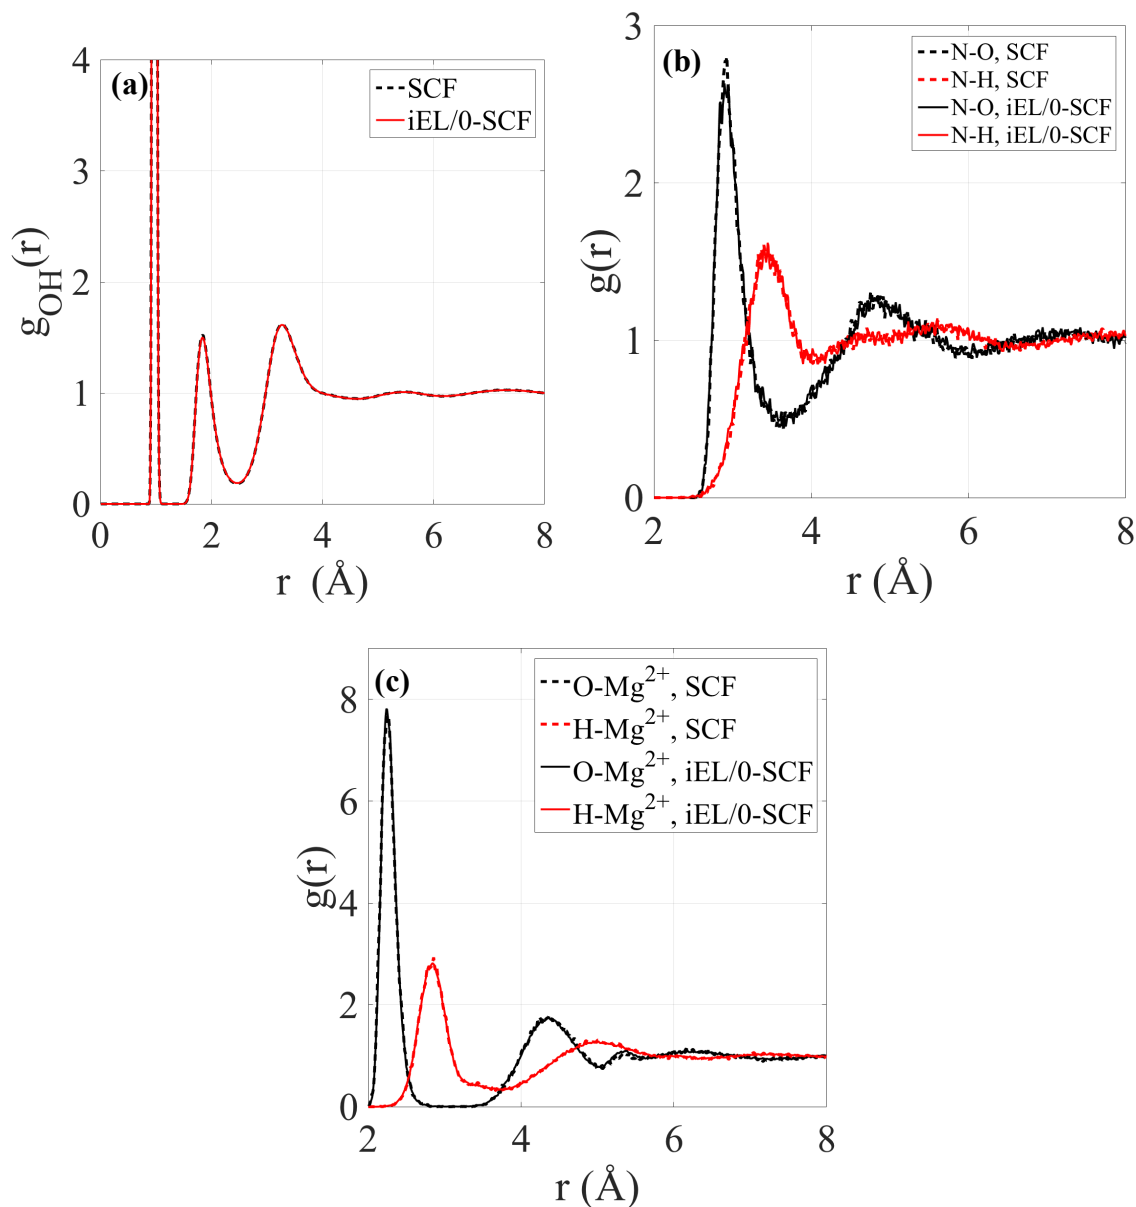 (a)
SCF
iEL/0-SCF
4
3
2
1
0
g_OH(r)
0 2 4 6 8
r (Å)
(b)
N-O, SCF
N-H, SCF
N-O, iEL/0-SCF
N-H, iEL/0-SCF
3
2
1
0
g(r)
2 4 6 8
r (Å)
(c)
O-Mg²⁺, SCF
H-Mg²⁺, SCF
O-Mg²⁺, iEL/0-SCF
H-Mg²⁺, iEL/0-SCF
8
6
4
2
0
g(r)
2 4 6 8
r (Å)